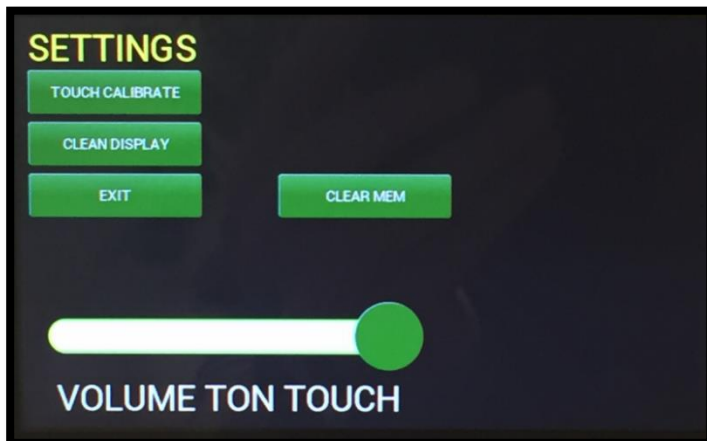 SETTINGS
TOUCH CALIBRATE
CLEAN DISPLAY
EXIT
CLEAR MEM
VOLUME TON TOUCH